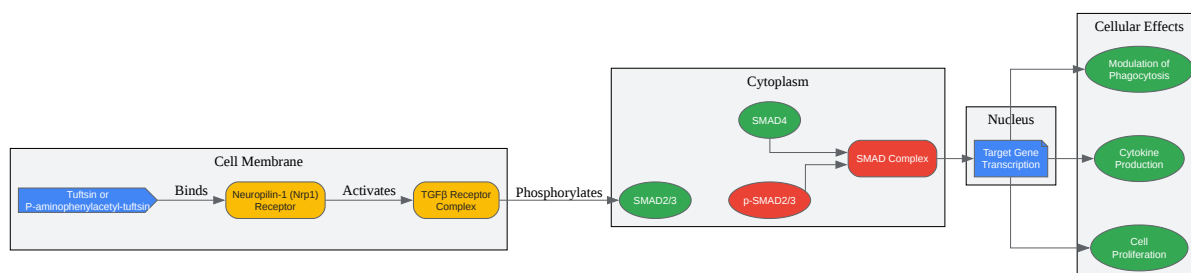 Cell Membrane
Tuftsin or
P-aminophenylacetyl-tuftsin
Binds
Neuropilin-1 (Nrp1)
Receptor
Activates
TGFβ Receptor
Complex
Phosphorylates
Cytoplasm
SMAD2/3
SMAD4
p-SMAD2/3
SMAD Complex
Nucleus
Target Gene
Transcription
Cellular Effects
Modulation of
Phagocytosis
Cytokine
Production
Cell
Proliferation